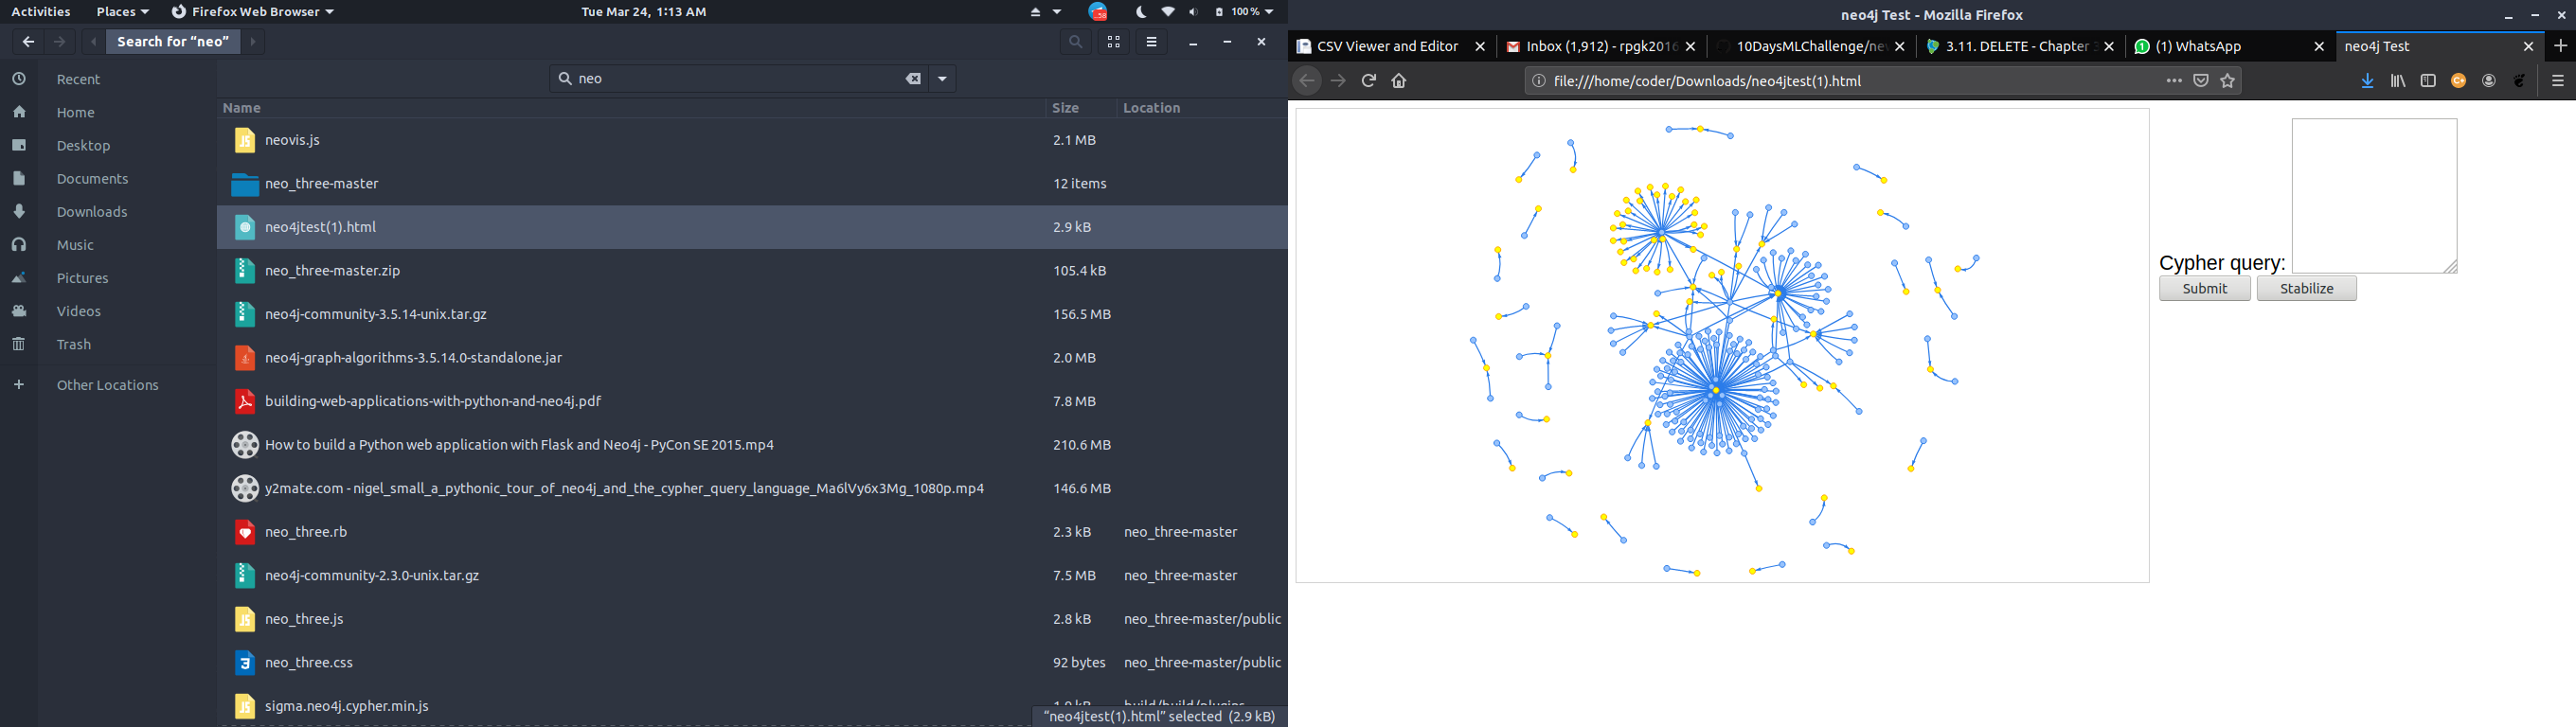 Activities Places Firefox Web Browser Tue Mar 24, 1:13 AM 58 100 %
Search for “neo”
neo
Recent
Home
Desktop
Documents
Downloads
Music
Pictures
Videos
Trash
Other Locations
Name Size Location
neovis.js 2.1 MB
neo_three-master 12 items
neo4jtest(1).html 2.9 kB
neo_three-master.zip 105.4 kB
neo4j-community-3.5.14-unix.tar.gz 156.5 MB
neo4j-graph-algorithms-3.5.14.0-standalone.jar 2.0 MB
building-web-applications-with-python-and-neo4j.pdf 7.8 MB
How to build a Python web application with Flask and Neo4j - PyCon SE 2015.mp4 210.6 MB
y2mate.com - nigel_small_a_pythonic_tour_of_neo4j_and_the_cypher_query_language_Ma6lVy6x3Mg_1080p.mp4 146.6 MB
neo_three.rb 2.3 kB neo_three-master
neo4j-community-2.3.0-unix.tar.gz 7.5 MB neo_three-master
neo_three.js 2.8 kB neo_three-master/public
neo_three.css 92 bytes neo_three-master/public
sigma.neo4j.cypher.min.js
“neo4jtest(1).html” selected (2.9 kB)
neo4j Test - Mozilla Firefox
CSV Viewer and Editor
Inbox (1,912) - rpgk2016
10DaysMLChallenge/ne
3.11. DELETE - Chapter 3
(1) WhatsApp
neo4j Test
file:///home/coder/Downloads/neo4jtest(1).html
Cypher query:
Submit Stabilize